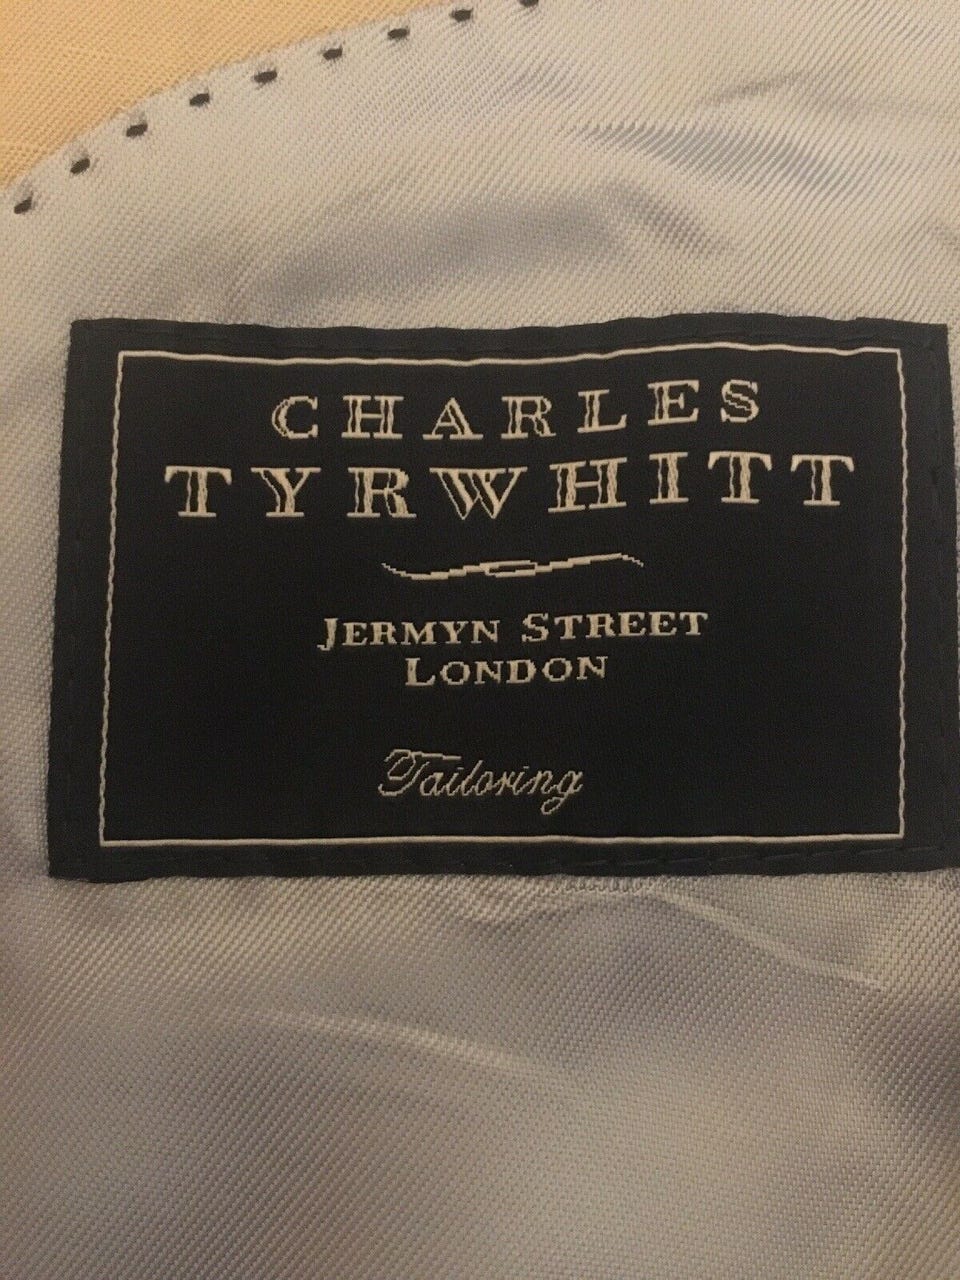 CHARLES
TYRWHITT
JERMYN STREET
LONDON
Tailoring